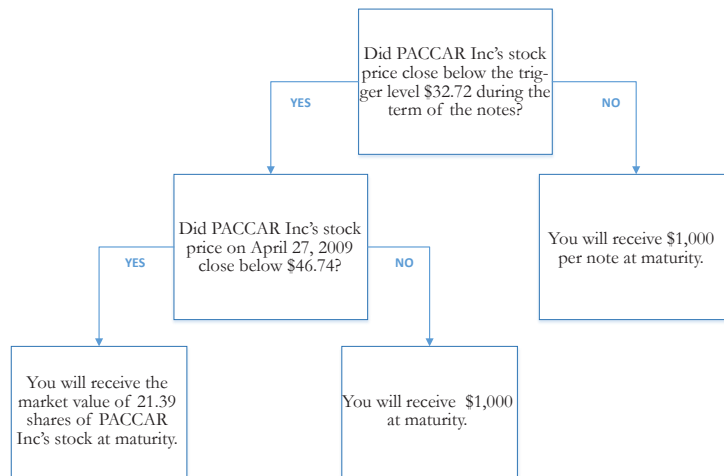 Did PACCAR Inc's stock
price close below the trig-
ger level $32.72 during the
term of the notes?
YES
NO
Did PACCAR Inc's stock
price on April 27, 2009
close below $46.74?
You will receive $1,000
per note at maturity.
YES
NO
You will receive the
market value of 21.39
shares of PACCAR
Inc's stock at maturity.
You will receive $1,000
at maturity.